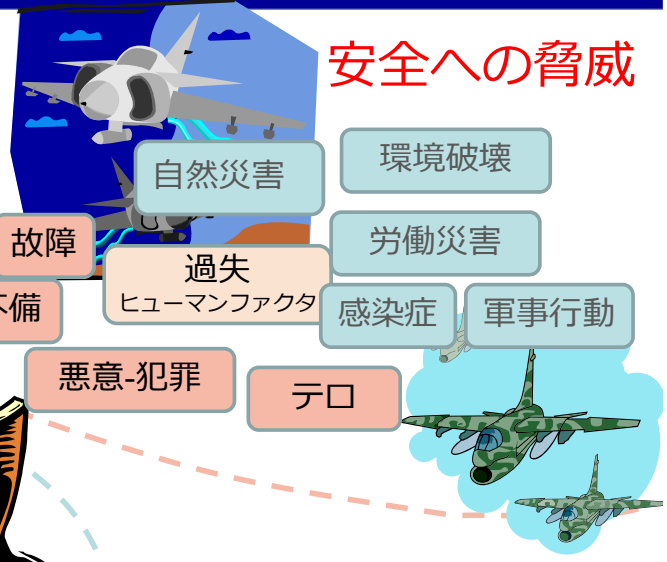 安全への脅威
自然災害
環境破壊
故障
過失
ヒューマンファクタ
労働災害
備
感染症
軍事行動
悪意-犯罪
テロ